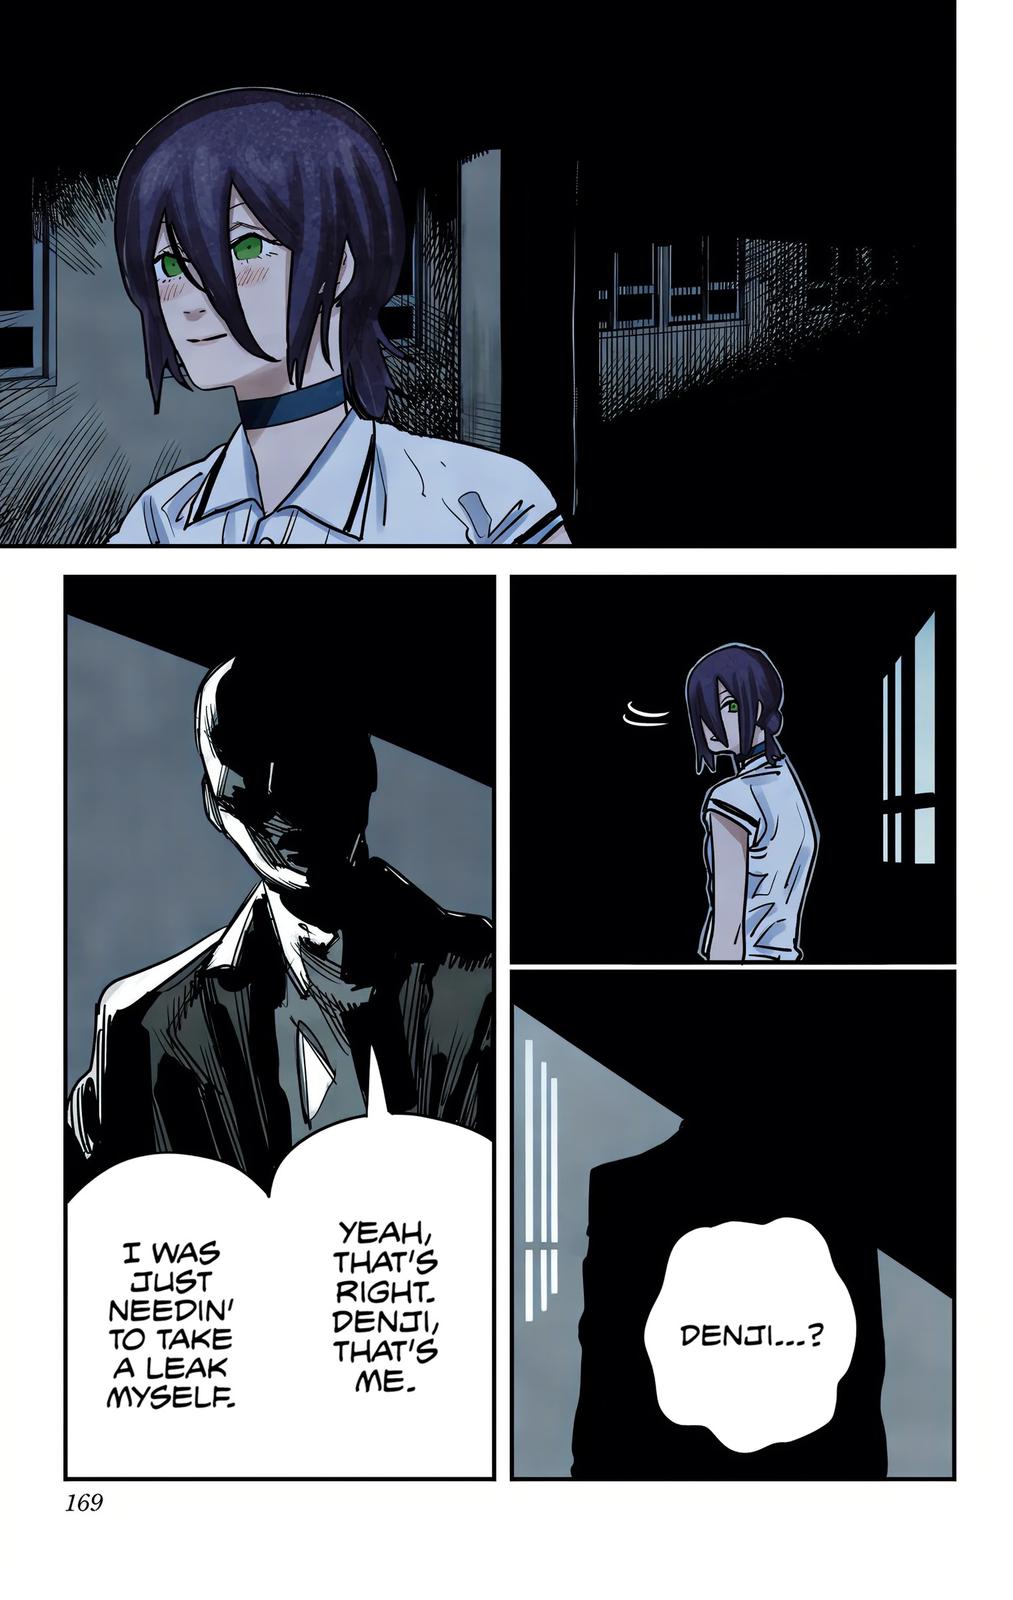 DENJI...?
YEAH,
THAT'S
RIGHT.
DENJI,
THAT'S
ME.
I WAS
JUST
NEEDIN'
TO TAKE
A LEAK
MYSELF.
169